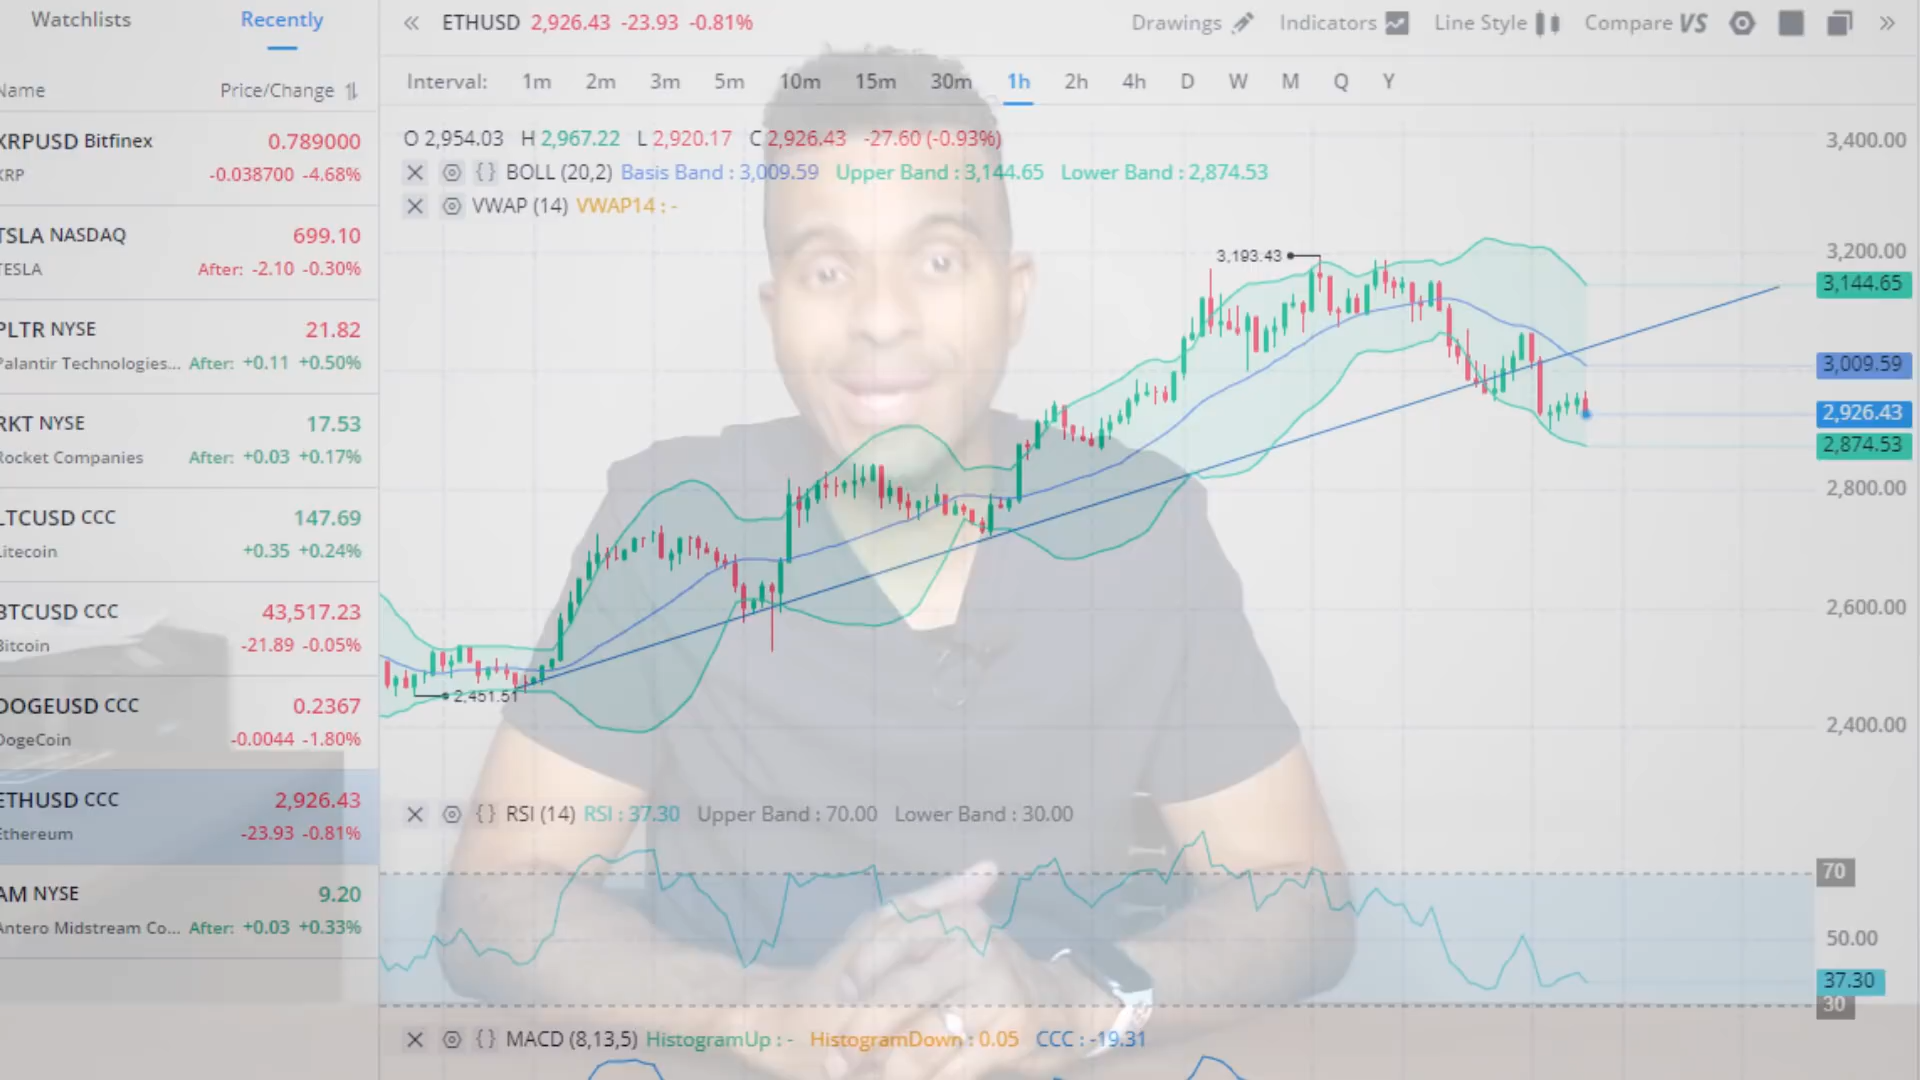 Watchlists Recently
Name Price/Change
XRPUSD Bitfinex 0.789000
XRP -0.038700 -4.68%
TSLA NASDAQ 699.10
TESLA After: -2.10 -0.30%
PLTR NYSE 21.82
Palantir Technologies... After: +0.11 +0.50%
RKT NYSE 17.53
Rocket Companies After: +0.03 +0.17%
LTCUSD CCC 147.69
Litecoin +0.35 +0.24%
BTCUSD CCC 43,517.23
Bitcoin -21.89 -0.05%
DOGEUSD CCC 0.2367
DogeCoin -0.0044 -1.80%
ETHUSD CCC 2,926.43
Ethereum -23.93 -0.81%
AM NYSE 9.20
Antero Midstream Co... After: +0.03 +0.33%
ETHUSD 2,926.43 -23.93 -0.81% Drawings Indicators Line Style Compare VS
Interval: 1m 2m 3m 5m 10m 15m 30m 1h 2h 4h D W M Q Y
O 2,954.03 H 2,967.22 L 2,920.17 C 2,926.43 -27.60 (-0.93%)
BOLL (20,2) Basis Band : 3,009.59 Upper Band : 3,144.65 Lower Band : 2,874.53
VWAP (14) VWAP14 : -
3,193.43
2,451.51
3,400.00
3,200.00
3,144.65
3,009.59
2,926.43
2,874.53
2,800.00
2,600.00
2,400.00
RSI (14) RSI : 37.30 Upper Band : 70.00 Lower Band : 30.00
70
50.00
37.30
30
MACD (8,13,5) HistogramUp : - HistogramDown : 0.05 CCC : -19.31